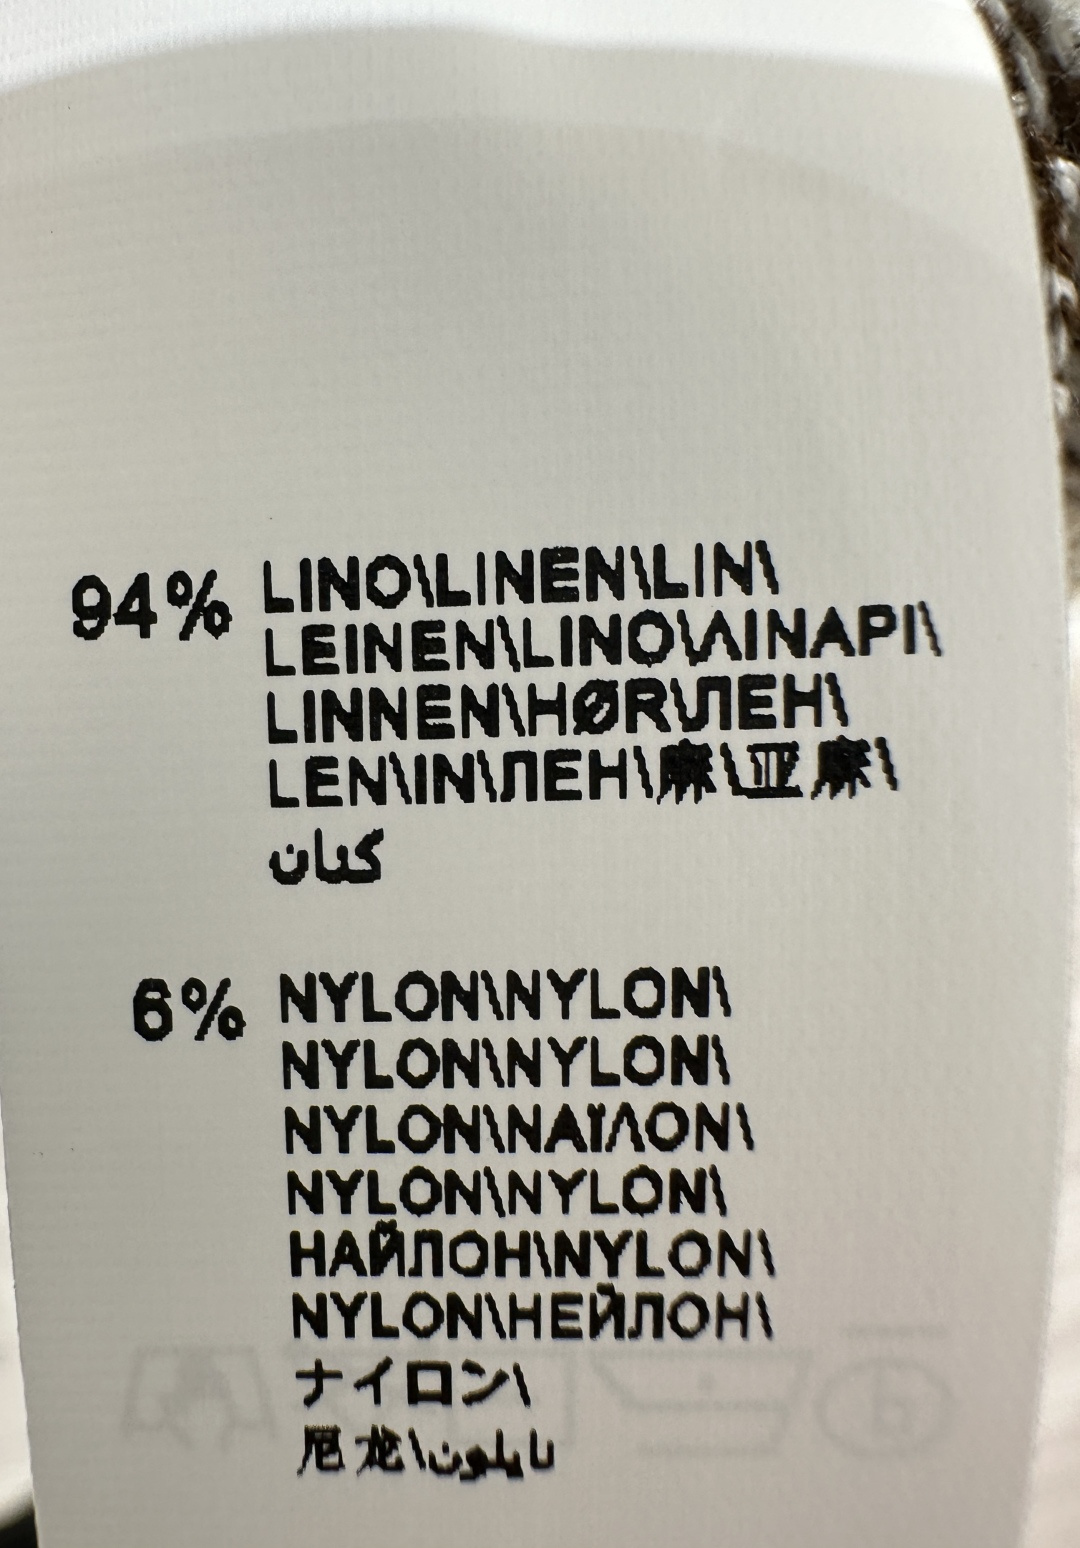 94% LINO\LINEN\LIN\
LEINEN\LINO\ΛΙΝΑΡΙ\
LINNEN\HØR\ЛЕН\
LEN\IN\ЛЕН\麻\亚麻\
كتان
6% NYLON\NYLON\
NYLON\NYLON\
NYLON\ΝΑΪΛΟΝ\
NYLON\NYLON\
НАЙЛОН\NYLON\
NYLON\НЕЙЛОН\
ナイロン\
尼龙\نايلون